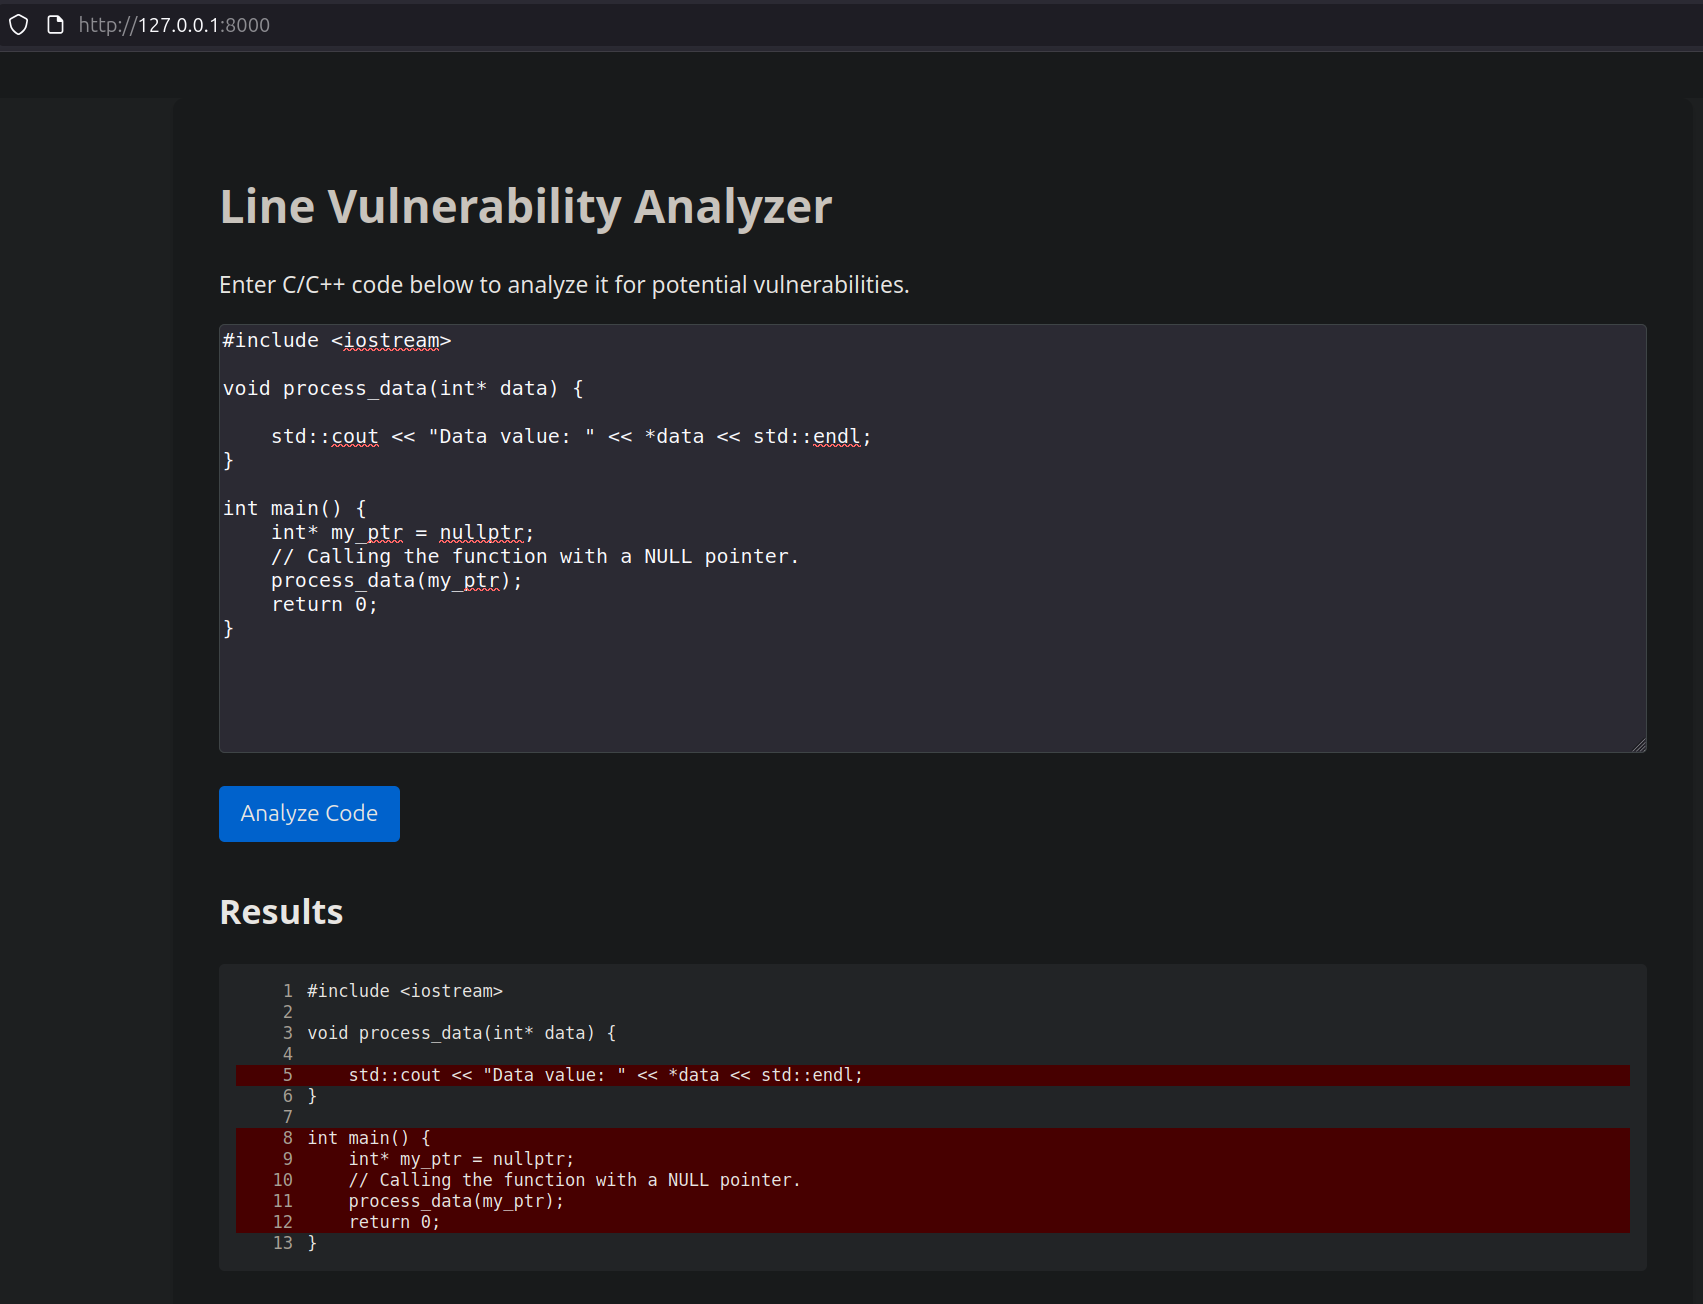 http://127.0.0.1:8000
Line Vulnerability Analyzer
Enter C/C++ code below to analyze it for potential vulnerabilities.
#include <iostream>
void process_data(int* data) {
    std::cout << "Data value: " << *data << std::endl;
}
int main() {
    int* my_ptr = nullptr;
    // Calling the function with a NULL pointer.
    process_data(my_ptr);
    return 0;
}
Analyze Code
Results
1 #include <iostream>
2
3 void process_data(int* data) {
4
5     std::cout << "Data value: " << *data << std::endl;
6 }
7
8 int main() {
9     int* my_ptr = nullptr;
10     // Calling the function with a NULL pointer.
11     process_data(my_ptr);
12     return 0;
13 }